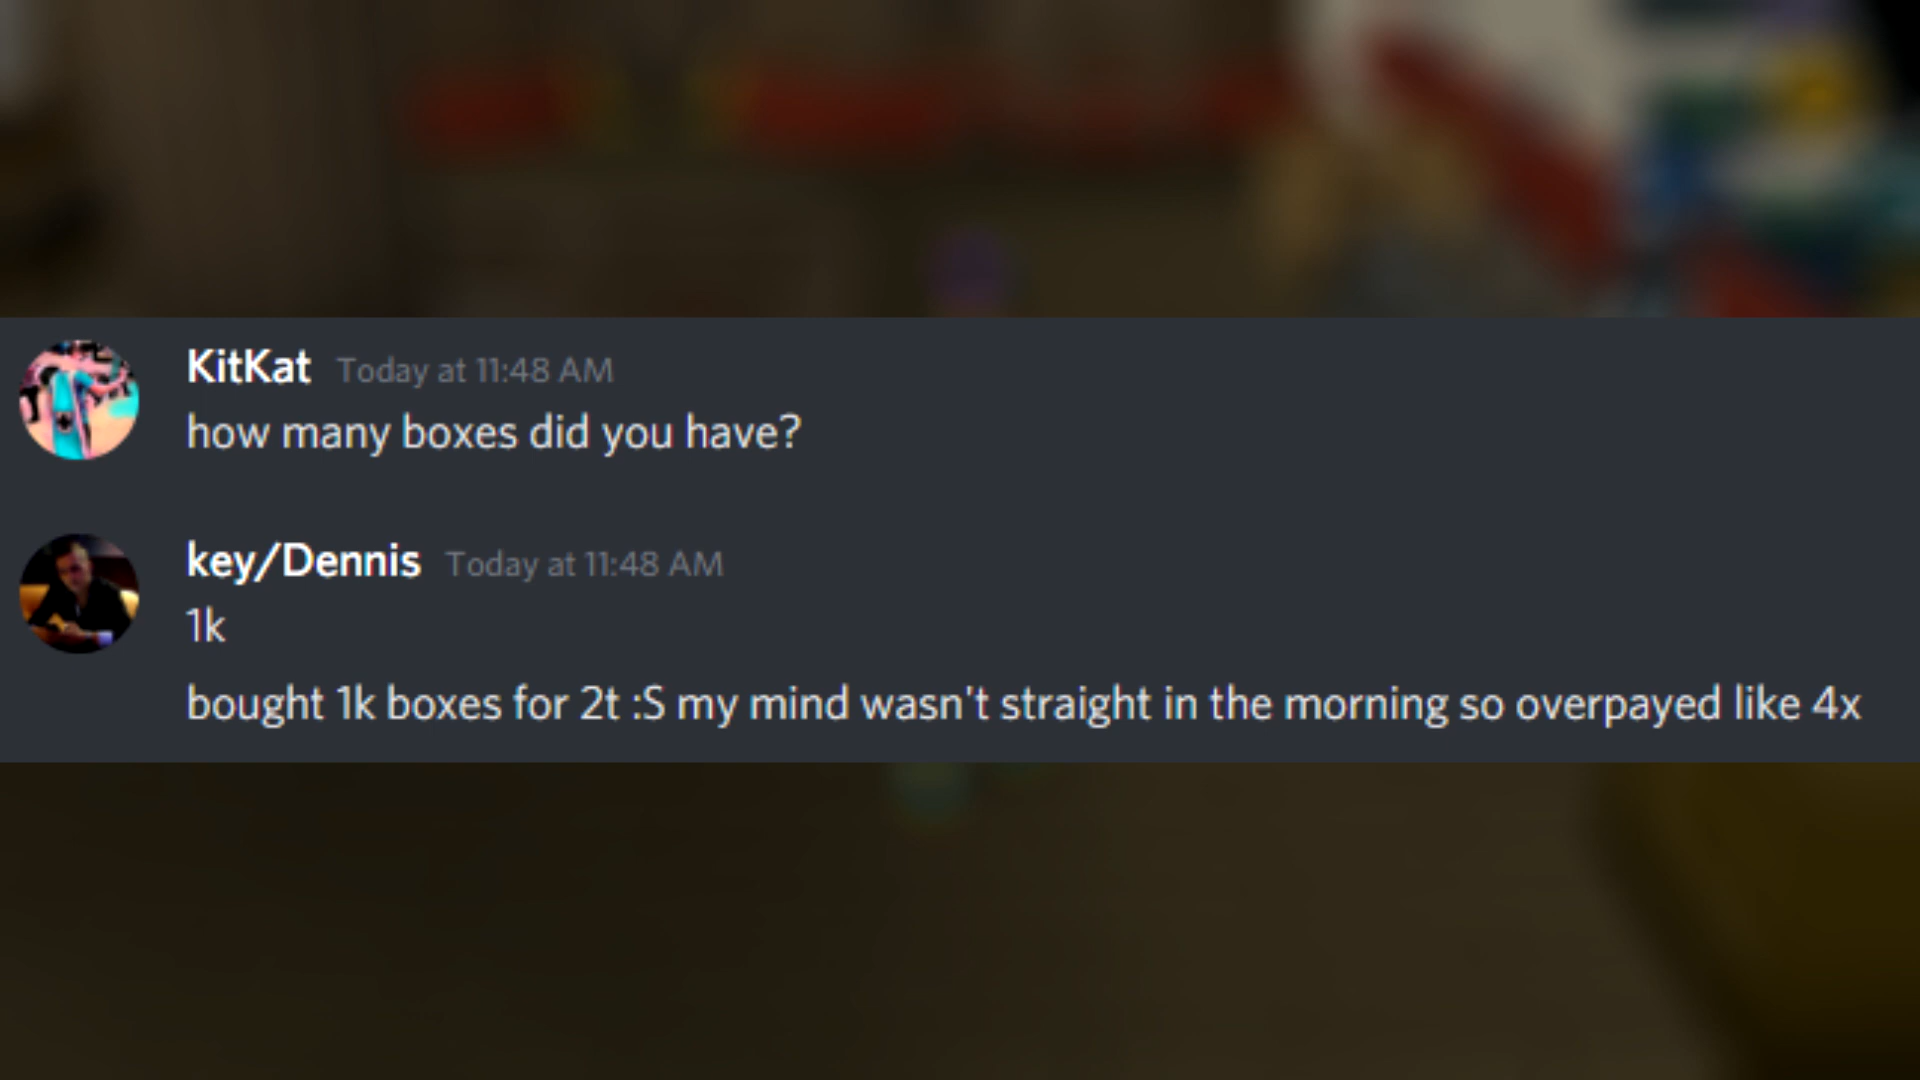 KitKat Today at 11:48 AM
how many boxes did you have?
key/Dennis Today at 11:48 AM
1k
bought 1k boxes for 2t :S my mind wasn't straight in the morning so overpayed like 4x